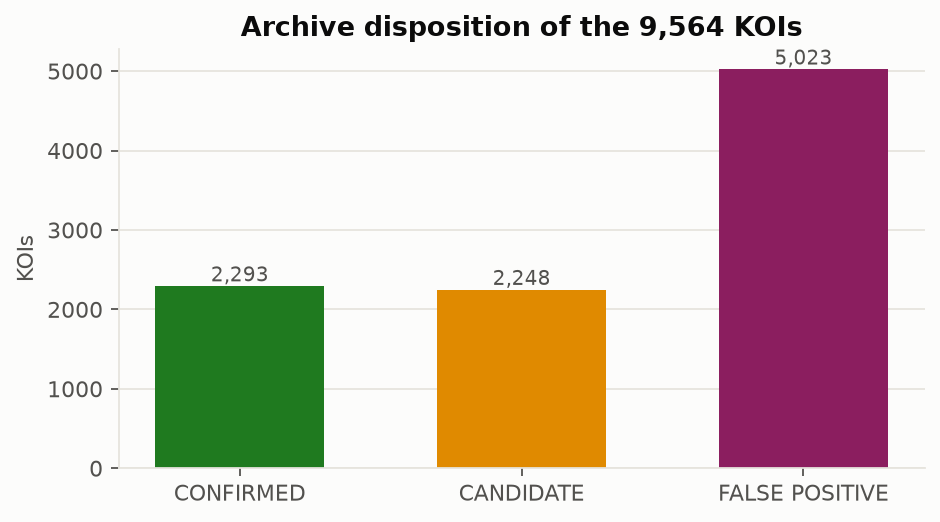 Archive disposition of the 9,564 KOIs
5,023
5000
4000
3000
2,293
2,248
2000
1000
0
KOIs
CONFIRMED
CANDIDATE
FALSE POSITIVE